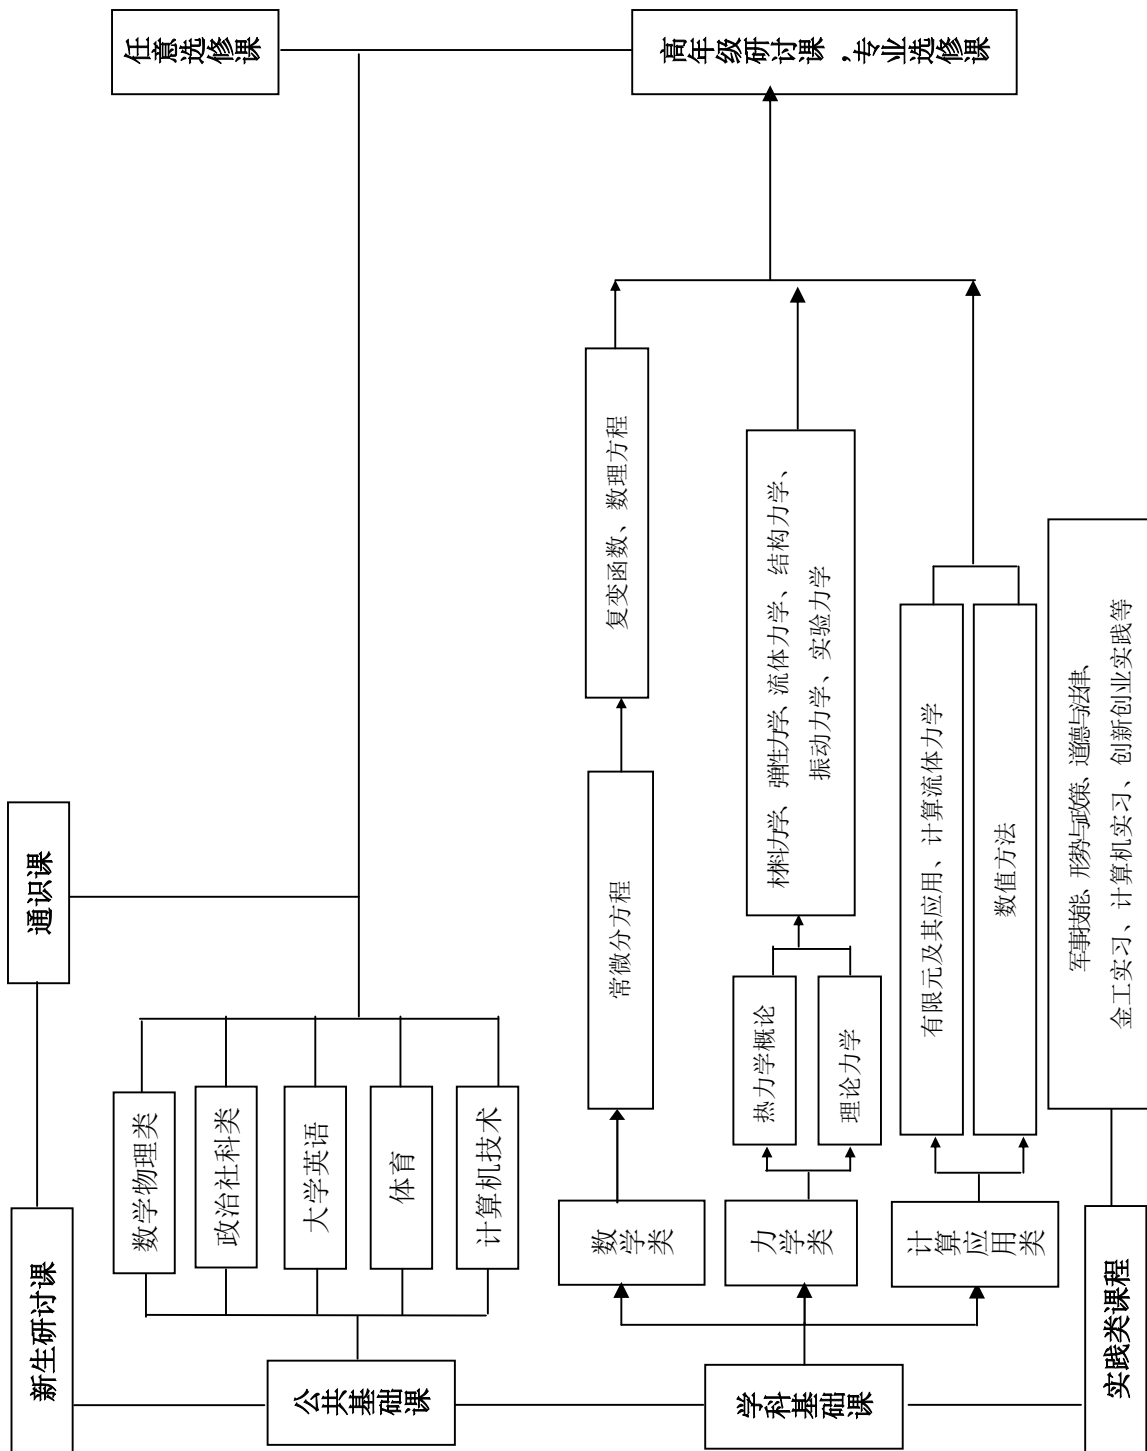 新生研讨课
通识课
公共基础课
数学物理类
政治社科类
大学英语
体育
计算机技术
任意选修课
学科基础课
数学类
常微分方程
复变函数、数理方程
力学类
热力学概论
理论力学
材料力学、弹性力学、流体力学、结构力学、
振动力学、实验力学
计算应用类
有限元及其应用、计算流体力学
数值方法
高年级研讨课,专业选修课
实践类课程
军事技能、形势与政策、道德与法律、
金工实习、计算机实习、创新创业实践等